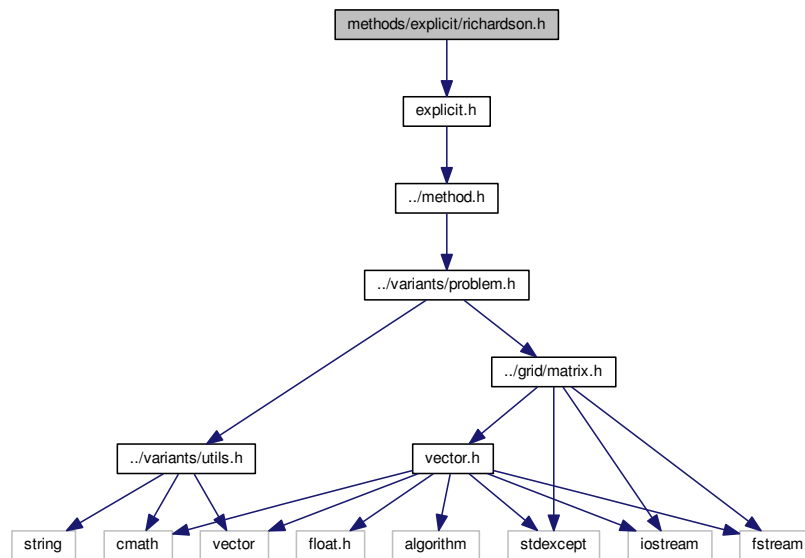 methods/explicit/richardson.h
explicit.h
../method.h
../variants/problem.h
../grid/matrix.h
../variants/utils.h
vector.h
string
cmath
vector
float.h
algorithm
stdexcept
iostream
fstream